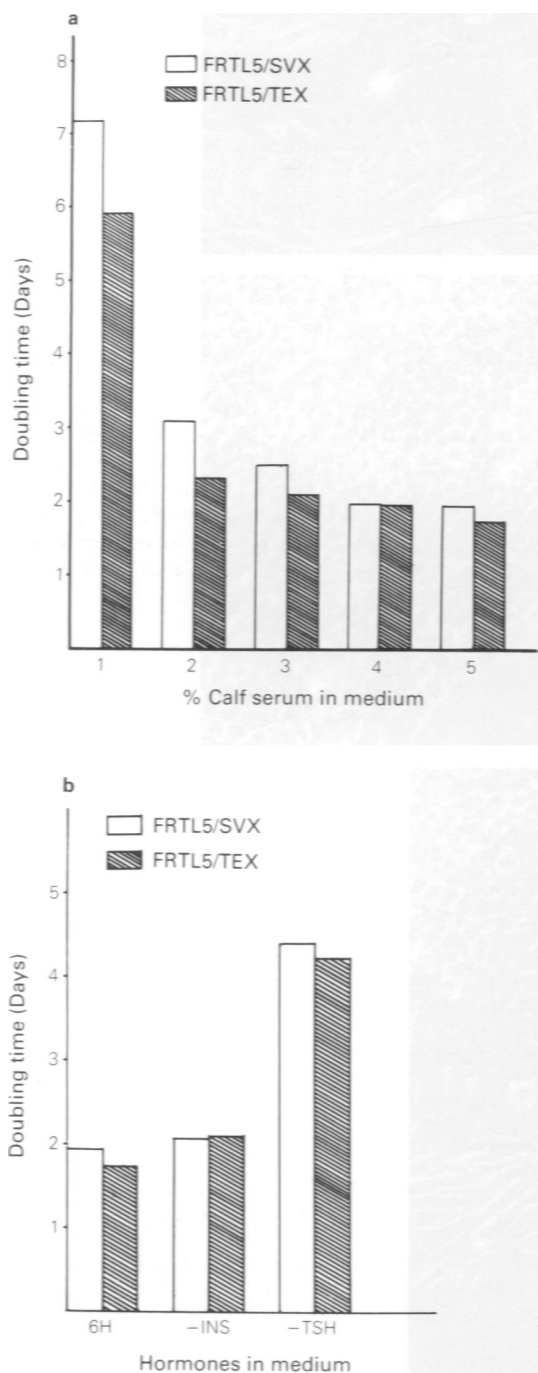 a
8
7
6
5
4
3
2
1
Doubling time (Days)
FRTL5/SVX
FRTL5/TEX
1 2 3 4 5
% Calf serum in medium
b
5
4
3
2
1
Doubling time (Days)
FRTL5/SVX
FRTL5/TEX
6H −INS −TSH
Hormones in medium